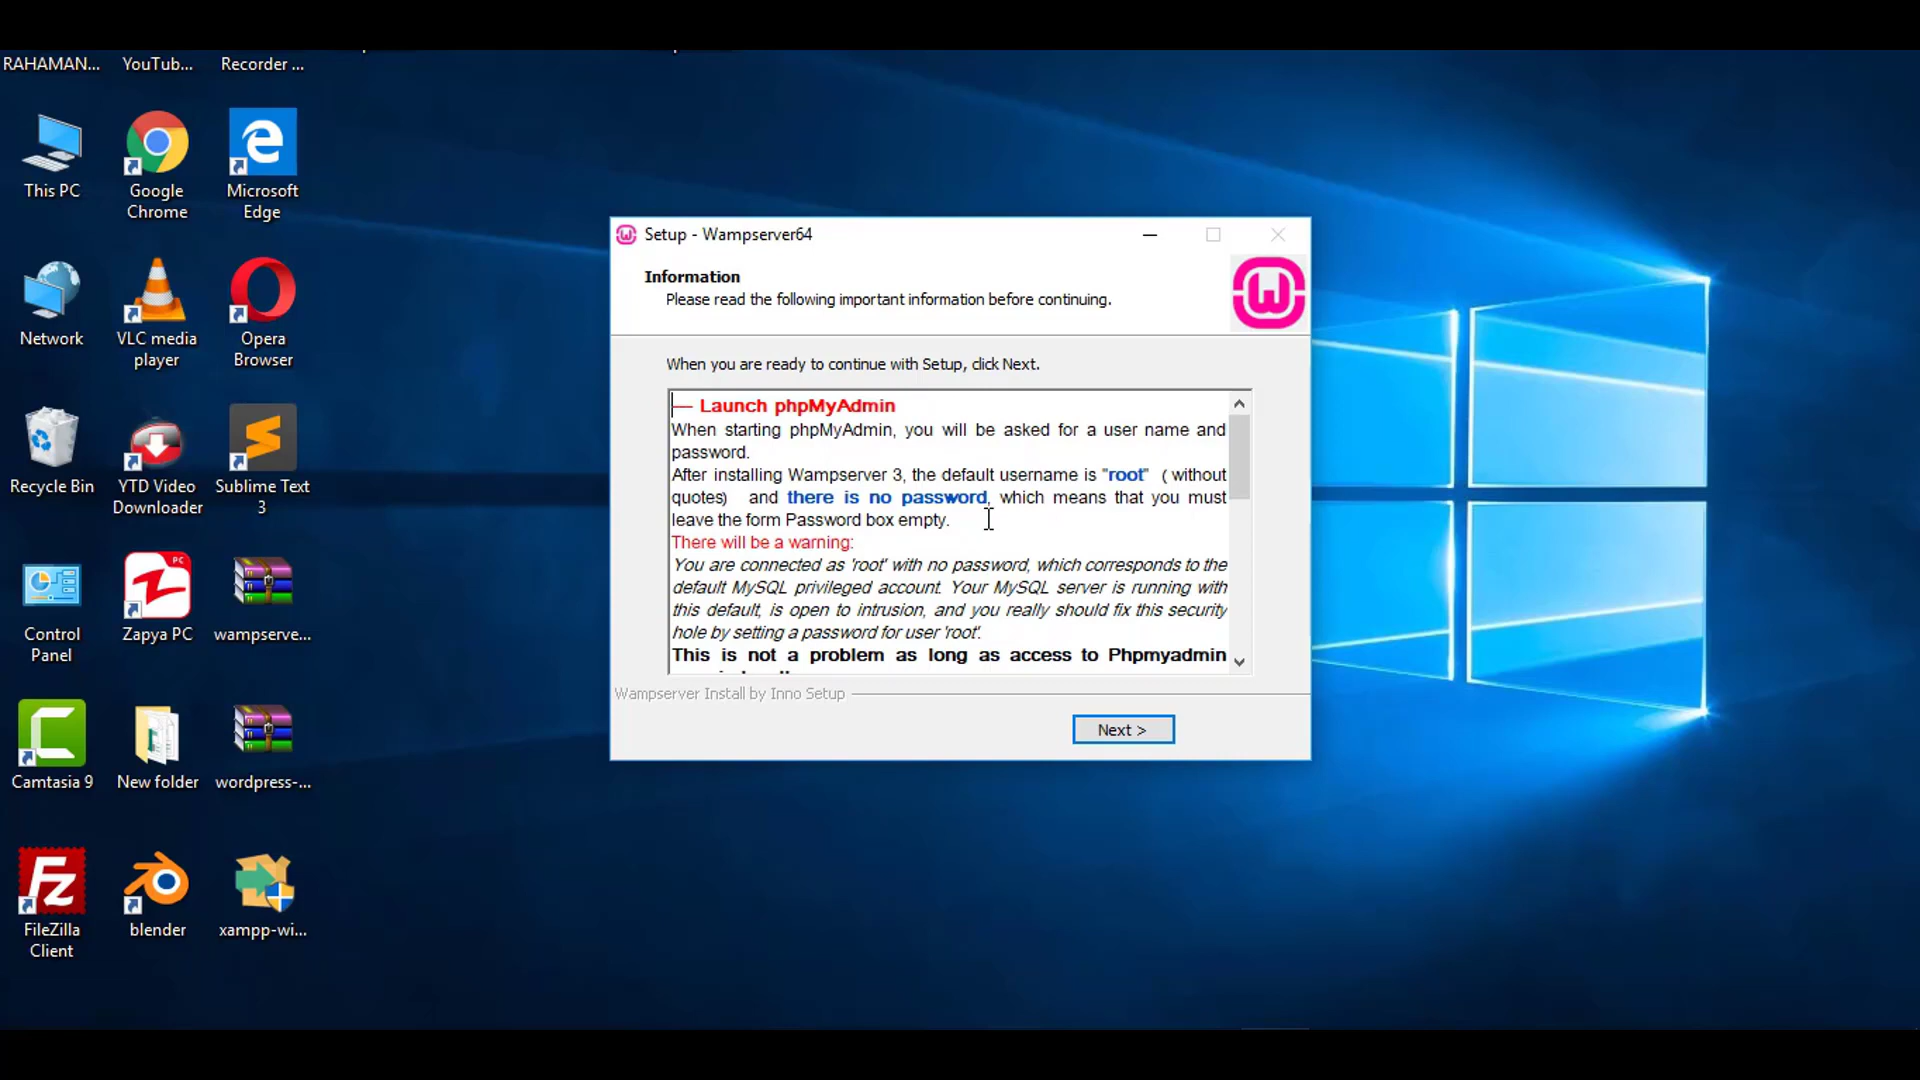 RAHAMAN...
YouTub...
Recorder ...
This PC
Google
Chrome
Microsoft
Edge
Network
VLC media
player
Opera
Browser
Recycle Bin
YTD Video
Downloader
Sublime Text
3
Control
Panel
PC
Zapya PC
wampserve...
Camtasia 9
New folder
wordpress-...
FileZilla
Client
blender
xampp-wi...
Setup - Wampserver64
Information
Please read the following important information before continuing.
When you are ready to continue with Setup, click Next.
— Launch phpMyAdmin
When starting phpMyAdmin, you will be asked for a user name and
password.
After installing Wampserver 3, the default username is "root" ( without
quotes) and there is no password, which means that you must
leave the form Password box empty.
There will be a warning:
You are connected as 'root' with no password, which corresponds to the
default MySQL privileged account. Your MySQL server is running with
this default, is open to intrusion, and you really should fix this security
hole by setting a password for user 'root'.
This is not a problem as long as access to Phpmyadmin
Wampserver Install by Inno Setup
Next >